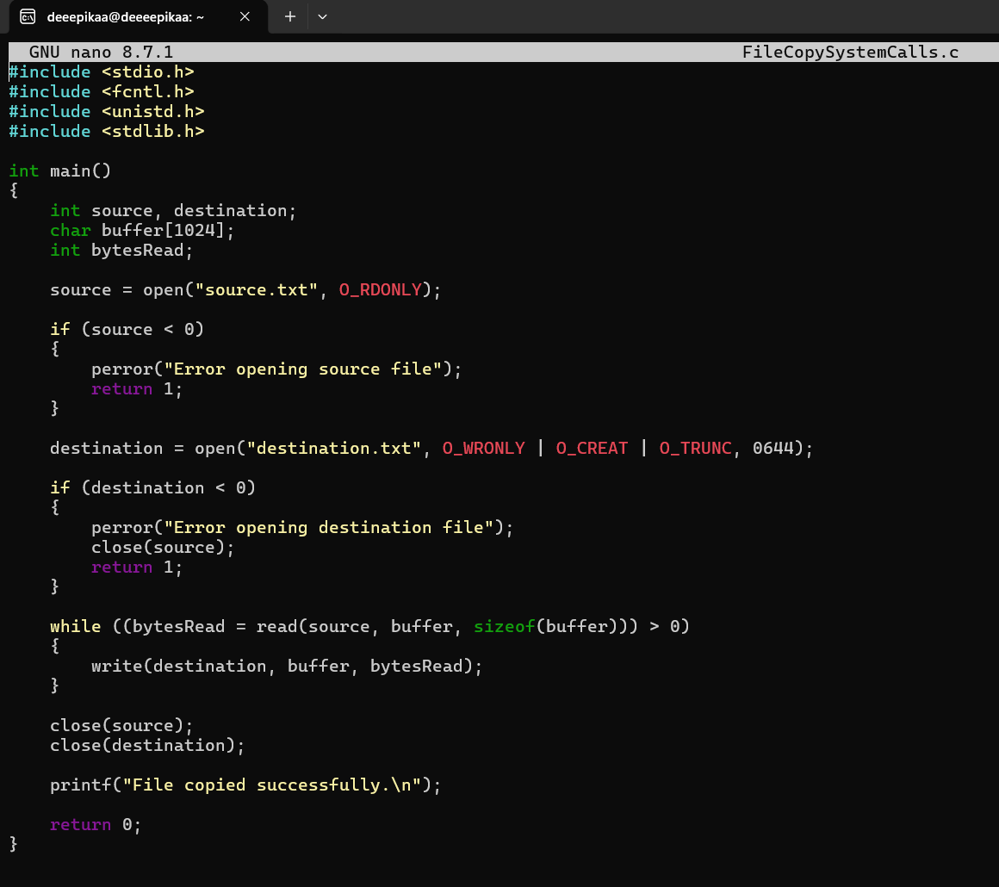 deeepikaa@deeeepikaa: ~
GNU nano 8.7.1 FileCopySystemCalls.c
#include <stdio.h>
#include <fcntl.h>
#include <unistd.h>
#include <stdlib.h>

int main()
{
    int source, destination;
    char buffer[1024];
    int bytesRead;

    source = open("source.txt", O_RDONLY);

    if (source < 0)
    {
        perror("Error opening source file");
        return 1;
    }

    destination = open("destination.txt", O_WRONLY | O_CREAT | O_TRUNC, 0644);

    if (destination < 0)
    {
        perror("Error opening destination file");
        close(source);
        return 1;
    }

    while ((bytesRead = read(source, buffer, sizeof(buffer))) > 0)
    {
        write(destination, buffer, bytesRead);
    }

    close(source);
    close(destination);

    printf("File copied successfully.\n");

    return 0;
}